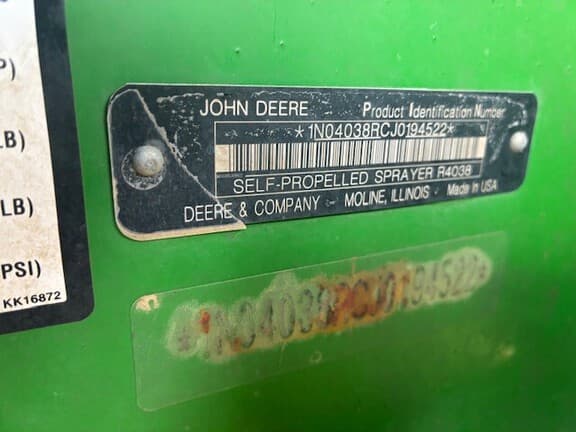 P)
LB)
LB)
PSI)
KK16872
JOHN DEERE Product Identification Number
*1N04038RCJ0194522*
SELF-PROPELLED SPRAYER R4038
DEERE & COMPANY - MOLINE, ILLINOIS - Made in USA
*1N04038RCJ0194522*